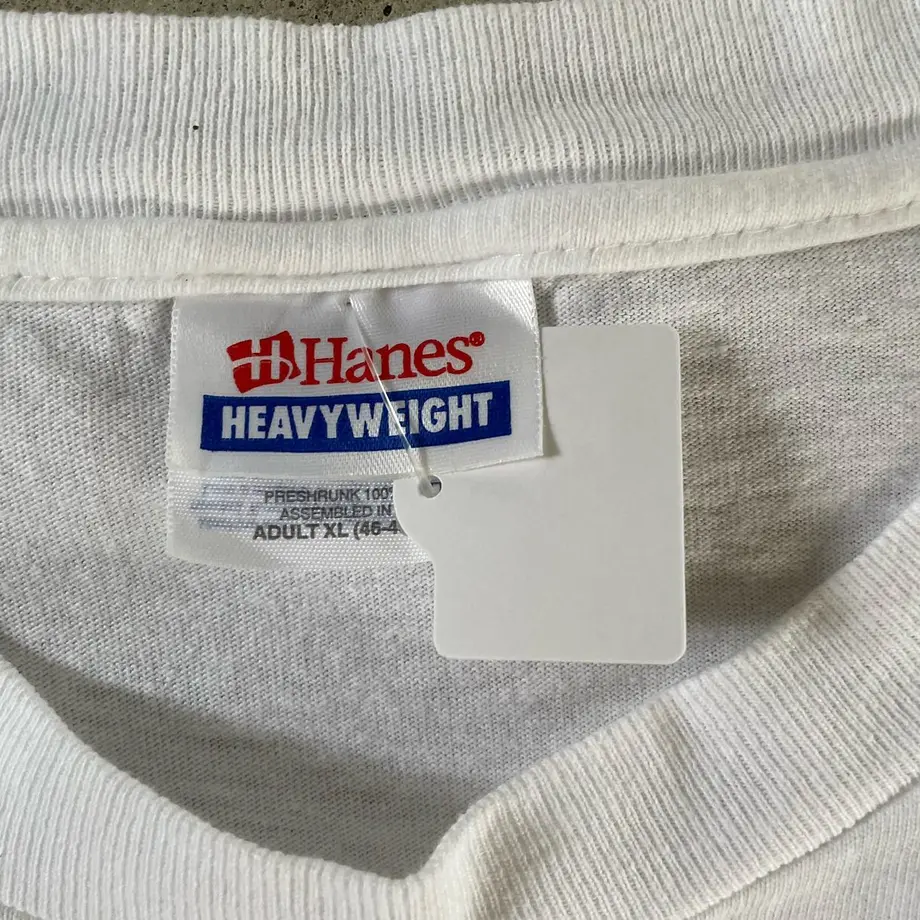 H Hanes®
HEAVYWEIGHT
PRESHRUNK 100
ASSEMBLED IN
ADULT XL (46-4